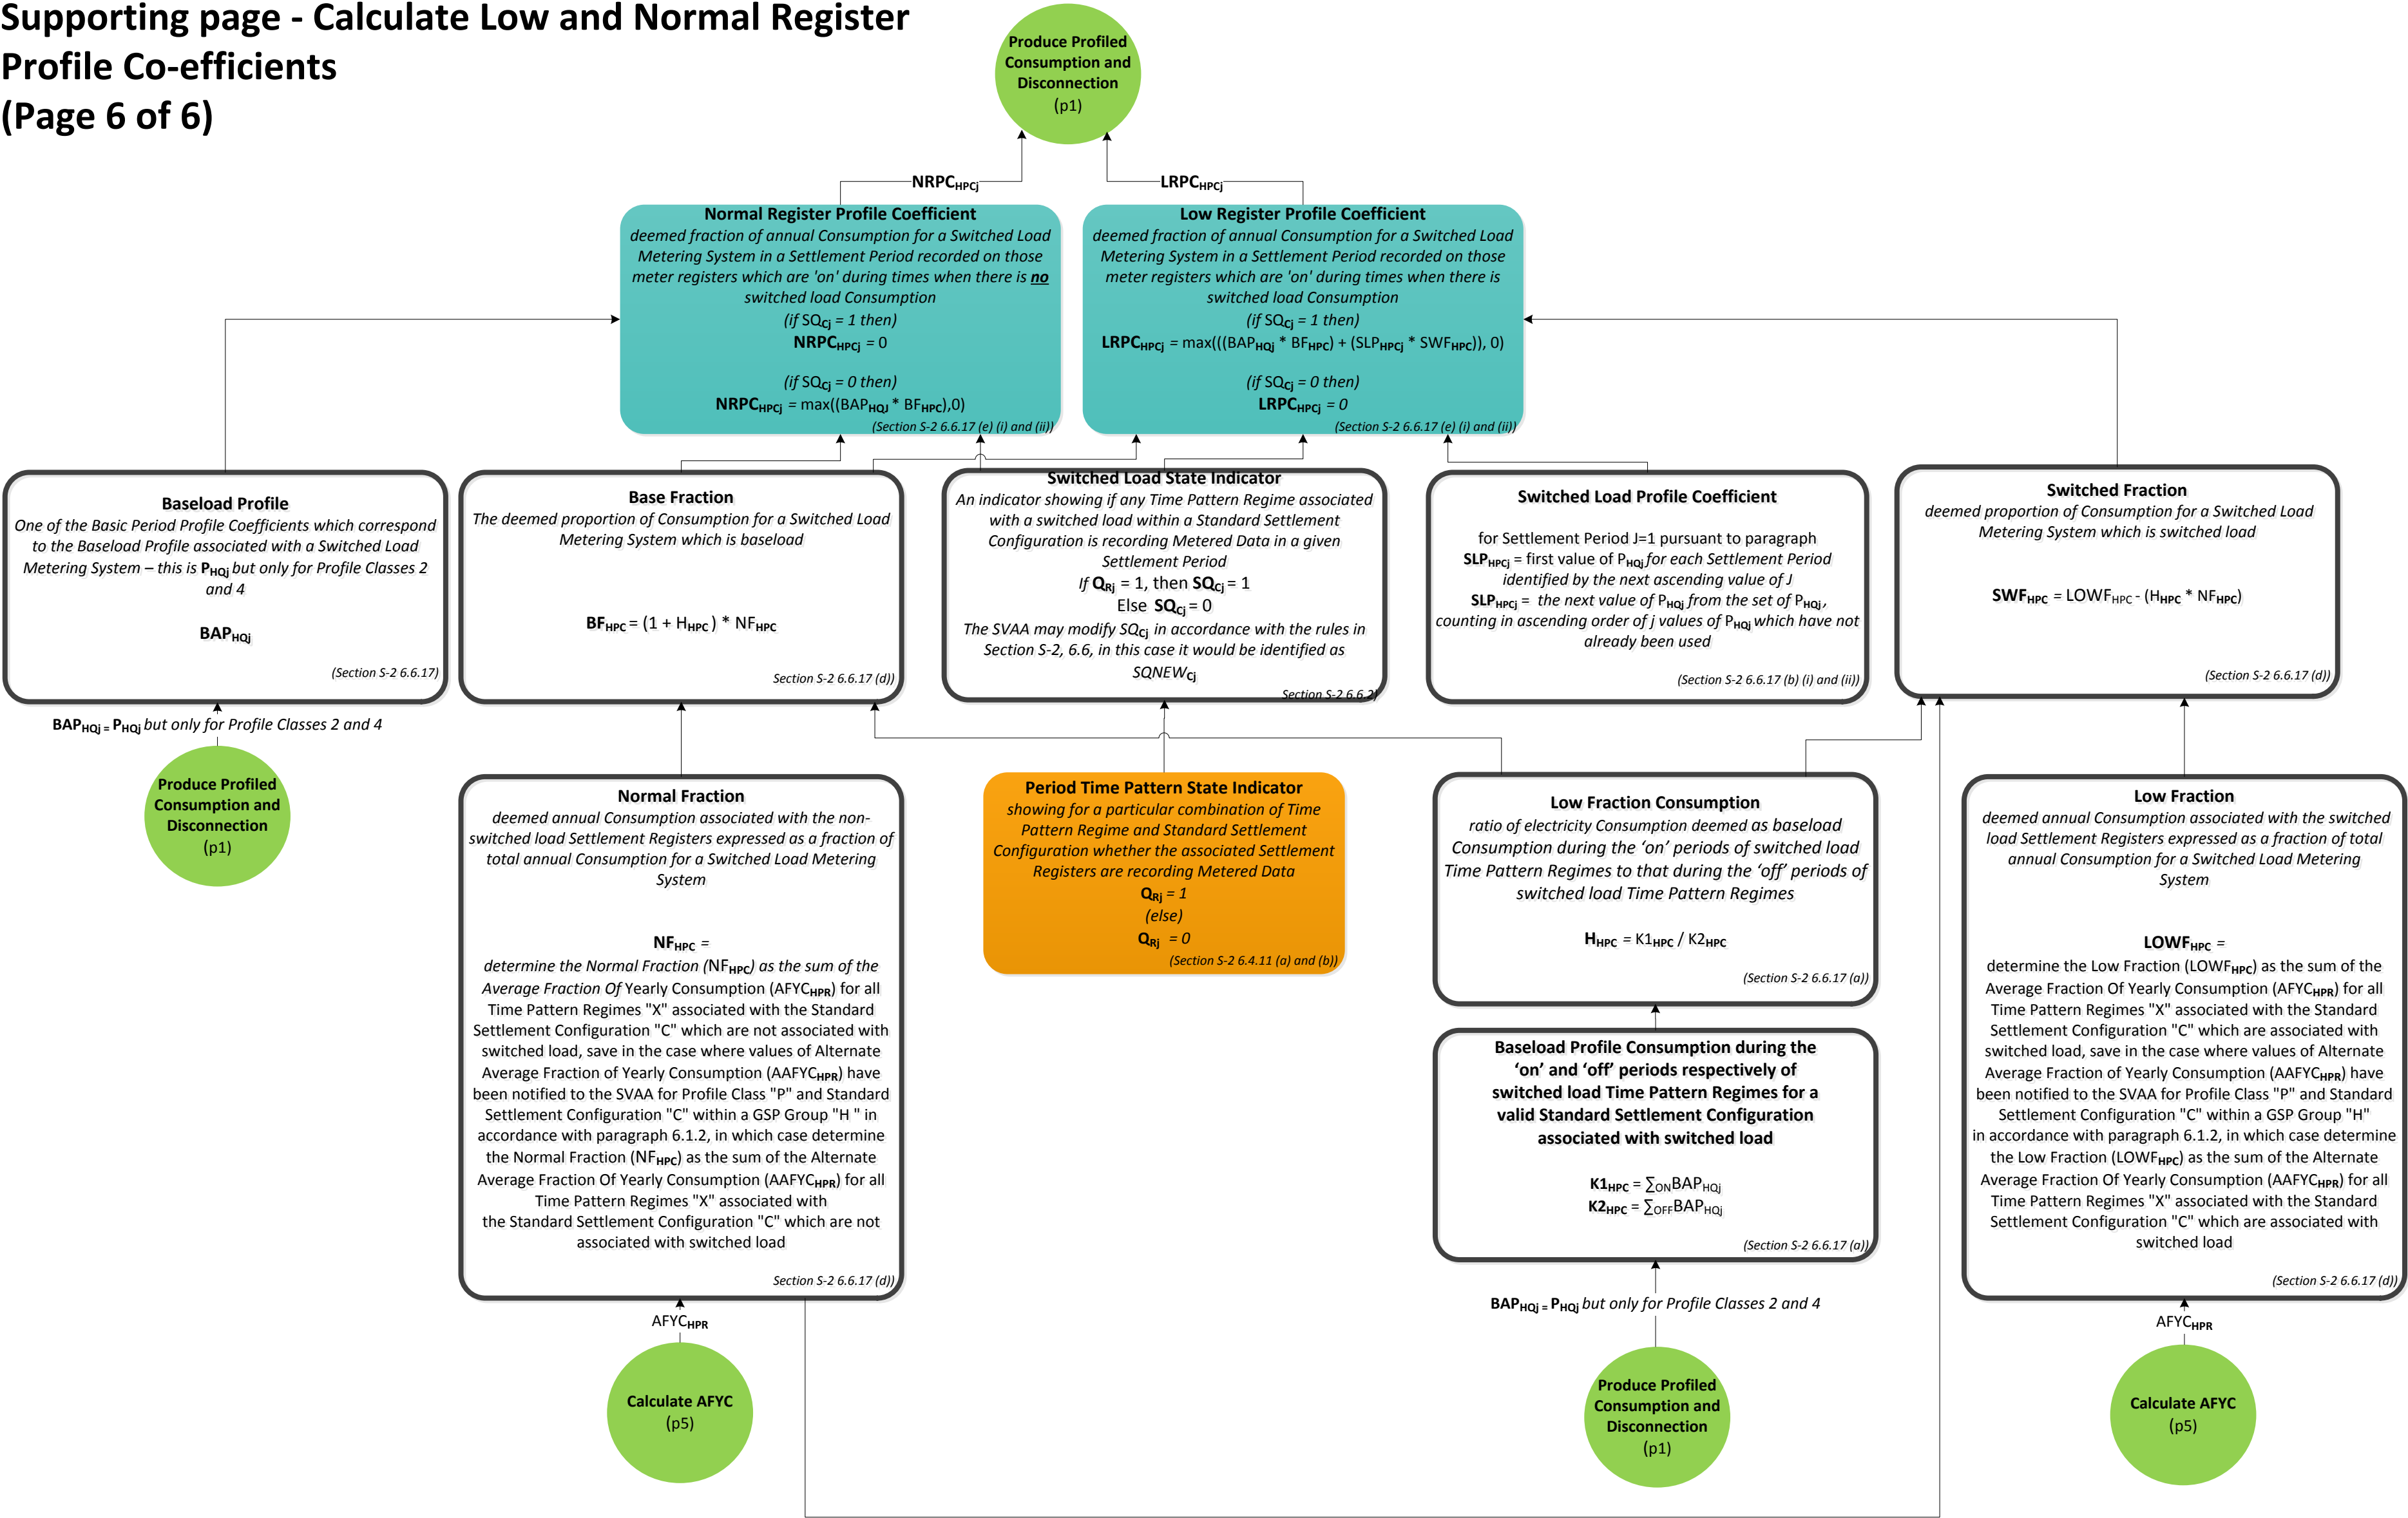 Supporting page - Calculate Low and Normal Register
Profile Co-efficients
(Page 6 of 6)
Produce Profiled
Consumption and
Disconnection
(p1)
NRPCHPCj
LRPCHPCj
Normal Register Profile Coefficient
deemed fraction of annual Consumption for a Switched Load
Metering System in a Settlement Period recorded on those
meter registers which are 'on' during times when there is no
switched load Consumption
(if SQCj = 1 then)
NRPCHPCj = 0
(if SQCj = 0 then)
NRPCHPCj = max((BAPHQJ * BFHPC),0)
(Section S-2 6.6.17 (e) (i) and (ii))
Low Register Profile Coefficient
deemed fraction of annual Consumption for a Switched Load
Metering System in a Settlement Period recorded on those
meter registers which are 'on' during times when there is
switched load Consumption
(if SQCj = 1 then)
LRPCHPCj = max(((BAPHQj * BFHPC) + (SLPHPCj * SWFHPC)), 0)
(if SQCj = 0 then)
LRPCHPCj = 0
(Section S-2 6.6.17 (e) (i) and (ii))
Baseload Profile
One of the Basic Period Profile Coefficients which correspond
to the Baseload Profile associated with a Switched Load
Metering System – this is PHQj but only for Profile Classes 2
and 4
BAPHQj
(Section S-2 6.6.17)
Base Fraction
The deemed proportion of Consumption for a Switched Load
Metering System which is baseload
BFHPC = (1 + HHPC ) * NFHPC
Section S-2 6.6.17 (d))
Switched Load State Indicator
An indicator showing if any Time Pattern Regime associated
with a switched load within a Standard Settlement
Configuration is recording Metered Data in a given
Settlement Period
If QRj = 1, then SQCj = 1
Else SQCj = 0
The SVAA may modify SQCj in accordance with the rules in
Section S-2, 6.6, in this case it would be identified as
SQNEWCj
Section S-2 6.6.2)
Switched Load Profile Coefficient
for Settlement Period J=1 pursuant to paragraph
SLPHPCj = first value of PHQj for each Settlement Period
identified by the next ascending value of J
SLPHPCj = the next value of PHQj from the set of PHQj ,
counting in ascending order of j values of PHQj which have not
already been used
(Section S-2 6.6.17 (b) (i) and (ii))
Switched Fraction
deemed proportion of Consumption for a Switched Load
Metering System which is switched load
SWFHPC = LOWFHPC - (HHPC * NFHPC)
(Section S-2 6.6.17 (d))
BAPHQj = PHQj but only for Profile Classes 2 and 4
Produce Profiled
Consumption and
Disconnection
(p1)
Normal Fraction
deemed annual Consumption associated with the non-
switched load Settlement Registers expressed as a fraction of
total annual Consumption for a Switched Load Metering
System
NFHPC =
determine the Normal Fraction (NFHPC) as the sum of the
Average Fraction Of Yearly Consumption (AFYCHPR) for all
Time Pattern Regimes "X" associated with the Standard
Settlement Configuration "C" which are not associated with
switched load, save in the case where values of Alternate
Average Fraction of Yearly Consumption (AAFYCHPR) have
been notified to the SVAA for Profile Class "P" and Standard
Settlement Configuration "C" within a GSP Group "H " in
accordance with paragraph 6.1.2, in which case determine
the Normal Fraction (NFHPC) as the sum of the Alternate
Average Fraction Of Yearly Consumption (AAFYCHPR) for all
Time Pattern Regimes "X" associated with
the Standard Settlement Configuration "C" which are not
associated with switched load
Section S-2 6.6.17 (d))
AFYCHPR
Calculate AFYC
(p5)
Period Time Pattern State Indicator
showing for a particular combination of Time
Pattern Regime and Standard Settlement
Configuration whether the associated Settlement
Registers are recording Metered Data
QRj = 1
(else)
QRj = 0
(Section S-2 6.4.11 (a) and (b))
Low Fraction Consumption
ratio of electricity Consumption deemed as baseload
Consumption during the ‘on’ periods of switched load
Time Pattern Regimes to that during the ‘off’ periods of
switched load Time Pattern Regimes
HHPC = K1HPC / K2HPC
(Section S-2 6.6.17 (a))
Baseload Profile Consumption during the
‘on’ and ‘off’ periods respectively of
switched load Time Pattern Regimes for a
valid Standard Settlement Configuration
associated with switched load
K1HPC = ∑ONBAPHQj
K2HPC = ∑OFFBAPHQj
(Section S-2 6.6.17 (a))
BAPHQj = PHQj but only for Profile Classes 2 and 4
Produce Profiled
Consumption and
Disconnection
(p1)
Low Fraction
deemed annual Consumption associated with the switched
load Settlement Registers expressed as a fraction of total
annual Consumption for a Switched Load Metering
System
LOWFHPC =
determine the Low Fraction (LOWFHPC) as the sum of the
Average Fraction Of Yearly Consumption (AFYCHPR) for all
Time Pattern Regimes "X" associated with the Standard
Settlement Configuration "C" which are associated with
switched load, save in the case where values of Alternate
Average Fraction of Yearly Consumption (AAFYCHPR) have
been notified to the SVAA for Profile Class "P" and Standard
Settlement Configuration "C" within a GSP Group "H"
in accordance with paragraph 6.1.2, in which case determine
the Low Fraction (LOWFHPC) as the sum of the Alternate
Average Fraction Of Yearly Consumption (AAFYCHPR) for all
Time Pattern Regimes "X" associated with the Standard
Settlement Configuration "C" which are associated with
switched load
(Section S-2 6.6.17 (d))
AFYCHPR
Calculate AFYC
(p5)